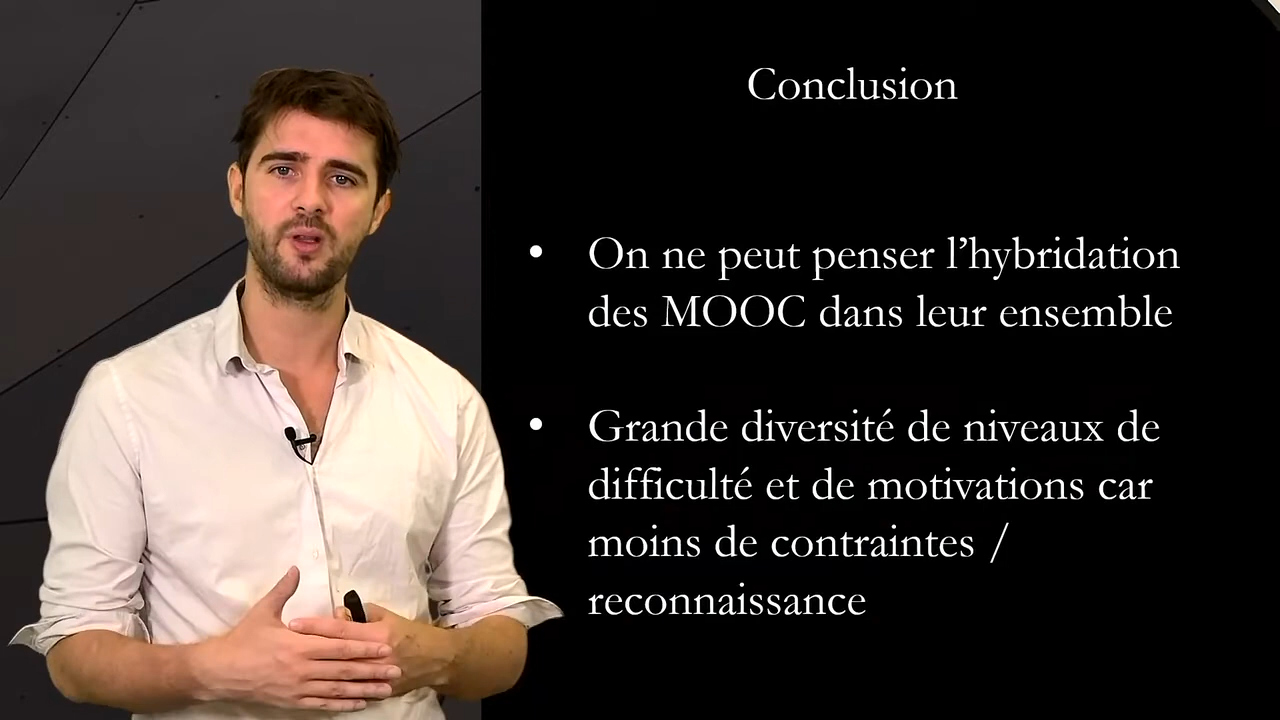 Conclusion
• On ne peut penser l’hybridation
des MOOC dans leur ensemble
• Grande diversité de niveaux de
difficulté et de motivations car
moins de contraintes /
reconnaissance